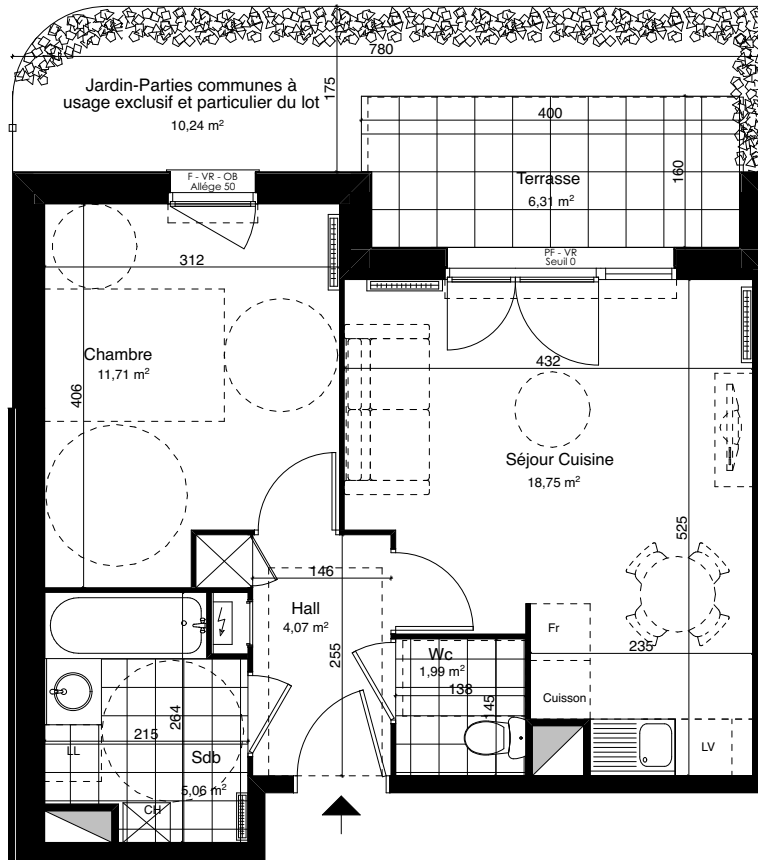 780
Jardin-Parties communes à
usage exclusif et particulier du lot
10,24 m²
175
400
160
F - VR - OB
Allége 50
Terrasse
6,31 m²
PF - VR
Seuil 0
312
Chambre
11,71 m²
406
432
Séjour Cuisine
18,75 m²
525
146
Hall
4,07 m²
255
Fr
235
Wc
1,99 m²
138
145
Cuisson
264
215
LL
Sdb
5,06 m²
LV
CH